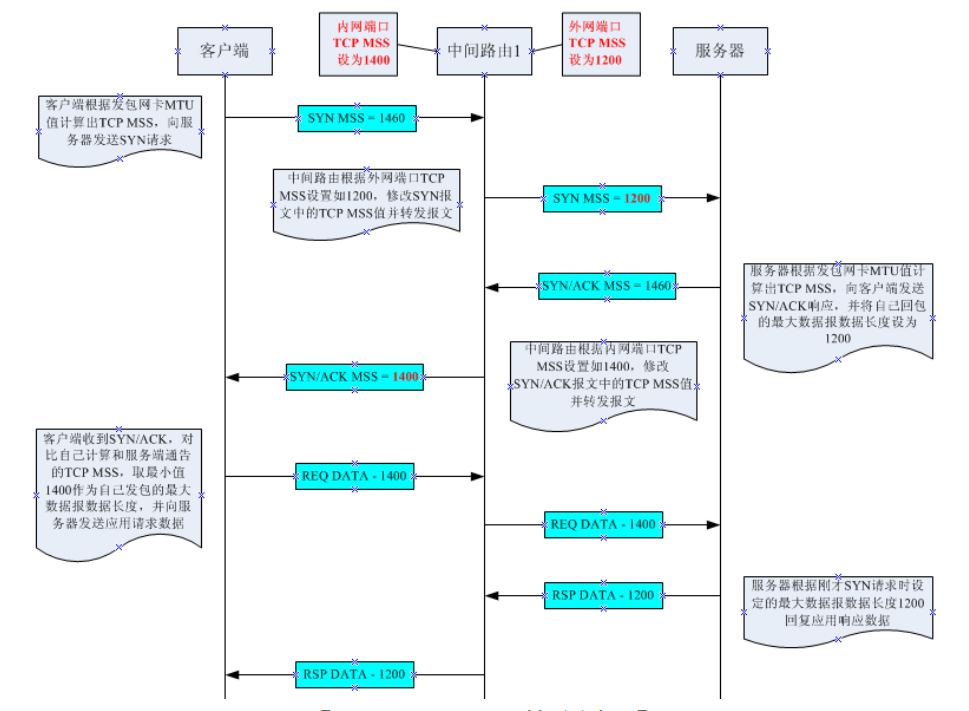 客户端
内网端口
TCP MSS
设为1400
中间路由1
外网端口
TCP MSS
设为1200
服务器
客户端根据发包网卡MTU
值计算出TCP MSS，向服
务器发送SYN请求
SYN MSS = 1460
中间路由根据外网端口TCP
MSS设置如1200，修改SYN报
文中的TCP MSS值并转发报文
SYN MSS = 1200
服务器根据发包网卡MTU值计
算出TCP MSS，向客户端发送
SYN/ACK响应，并将自己回包
的最大数据报数据长度设为
1200
SYN/ACK MSS = 1460
中间路由根据内网端口TCP
MSS设置如1400，修改
SYN/ACK报文中的TCP MSS值
并转发报文
SYN/ACK MSS = 1400
客户端收到SYN/ACK，对
比自己计算和服务端通告
的TCP MSS，取最小值
1400作为自己发包的最大
数据报数据长度，并向服
务器发送应用请求数据
REQ DATA - 1400
REQ DATA - 1400
RSP DATA - 1200
服务器根据刚才SYN请求时设
定的最大数据报数据长度1200
回复应用响应数据
RSP DATA - 1200